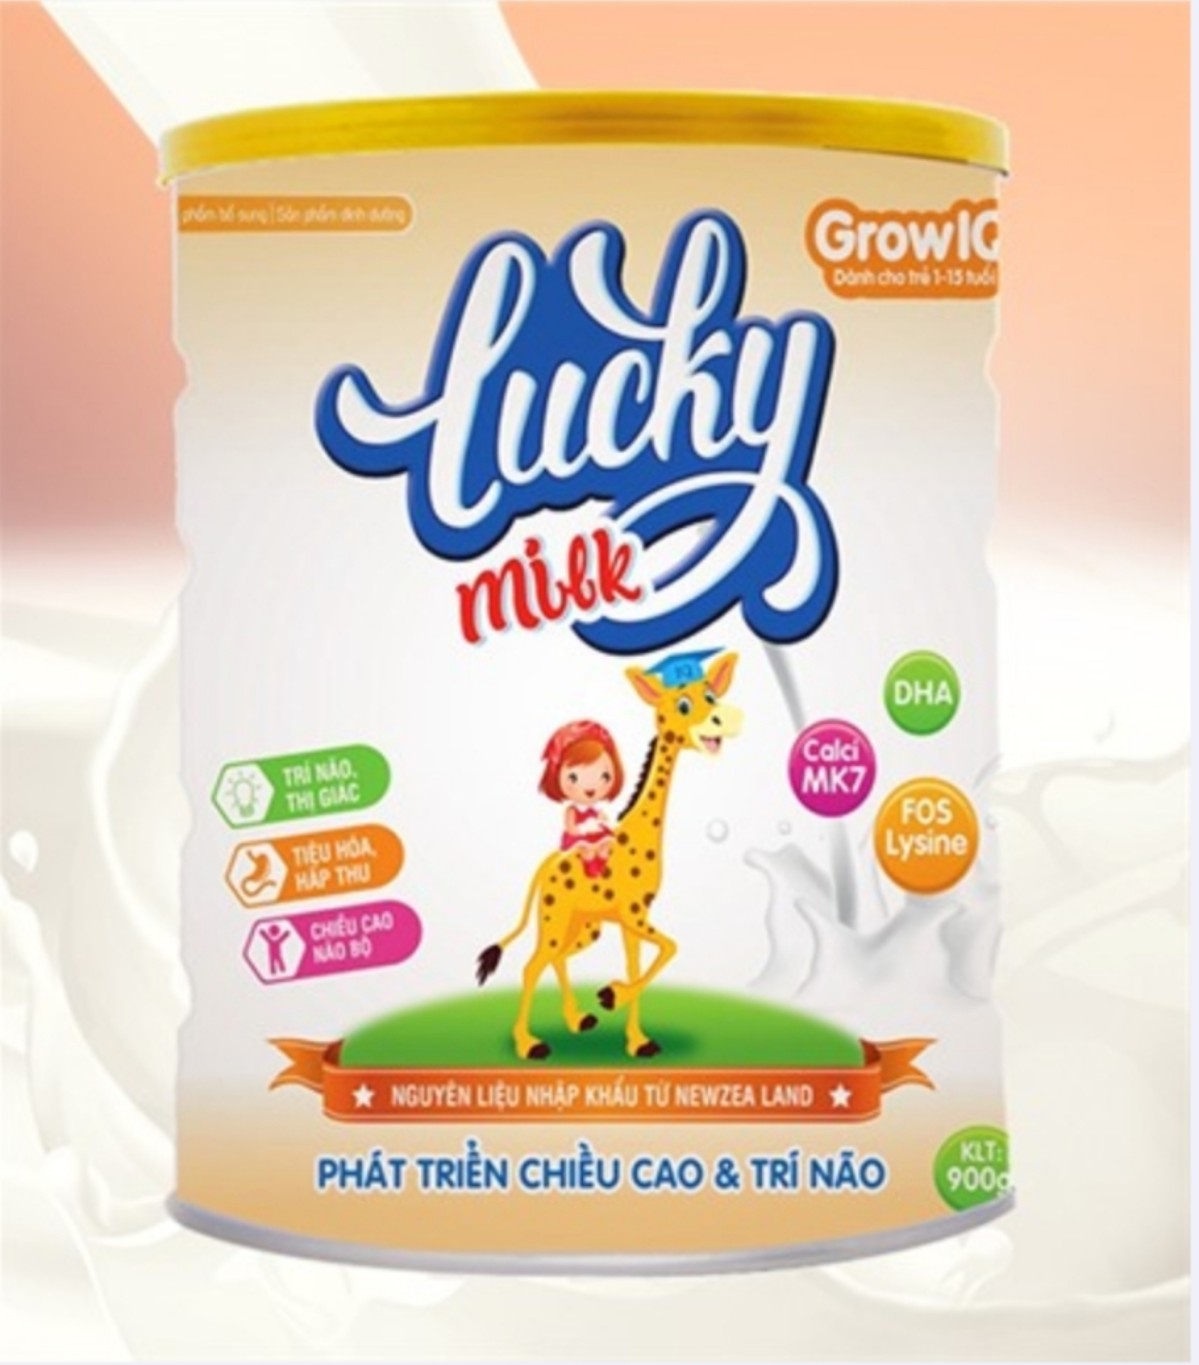 phẩm bổ sung | Sản phẩm dinh dưỡng
GrowIQ
Dành cho trẻ 1-15 tuổi
Lucky
milk
IQ
DHA
Calci
MK7
FOS
Lysine
TRÍ NÃO,
THỊ GIÁC
TIÊU HÓA,
HẤP THU
CHIỀU CAO
NÃO BỘ
NGUYÊN LIỆU NHẬP KHẨU TỪ NEWZEA LAND
PHÁT TRIỂN CHIỀU CAO & TRÍ NÃO
KLT:
900g